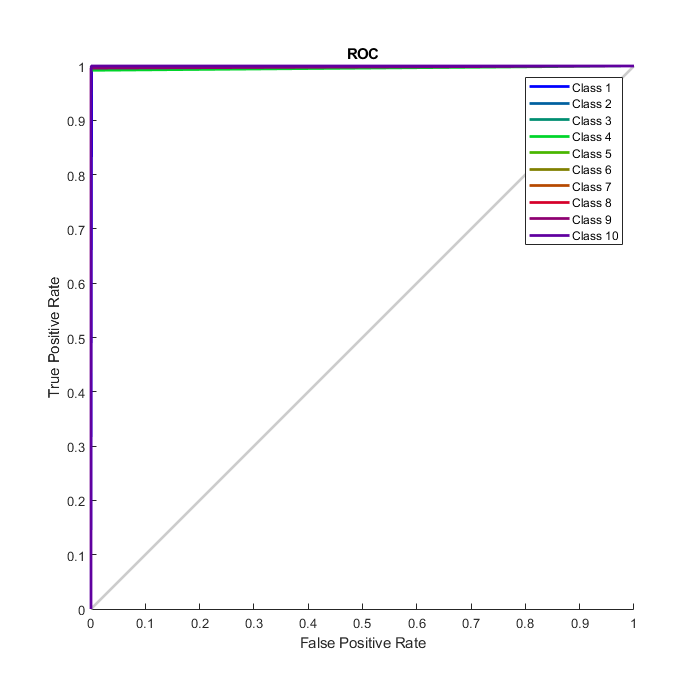 ROC
1
0.9
0.8
0.7
0.6
0.5
0.4
0.3
0.2
0.1
0
True Positive Rate
Class 1
Class 2
Class 3
Class 4
Class 5
Class 6
Class 7
Class 8
Class 9
Class 10
0 0.1 0.2 0.3 0.4 0.5 0.6 0.7 0.8 0.9 1
False Positive Rate